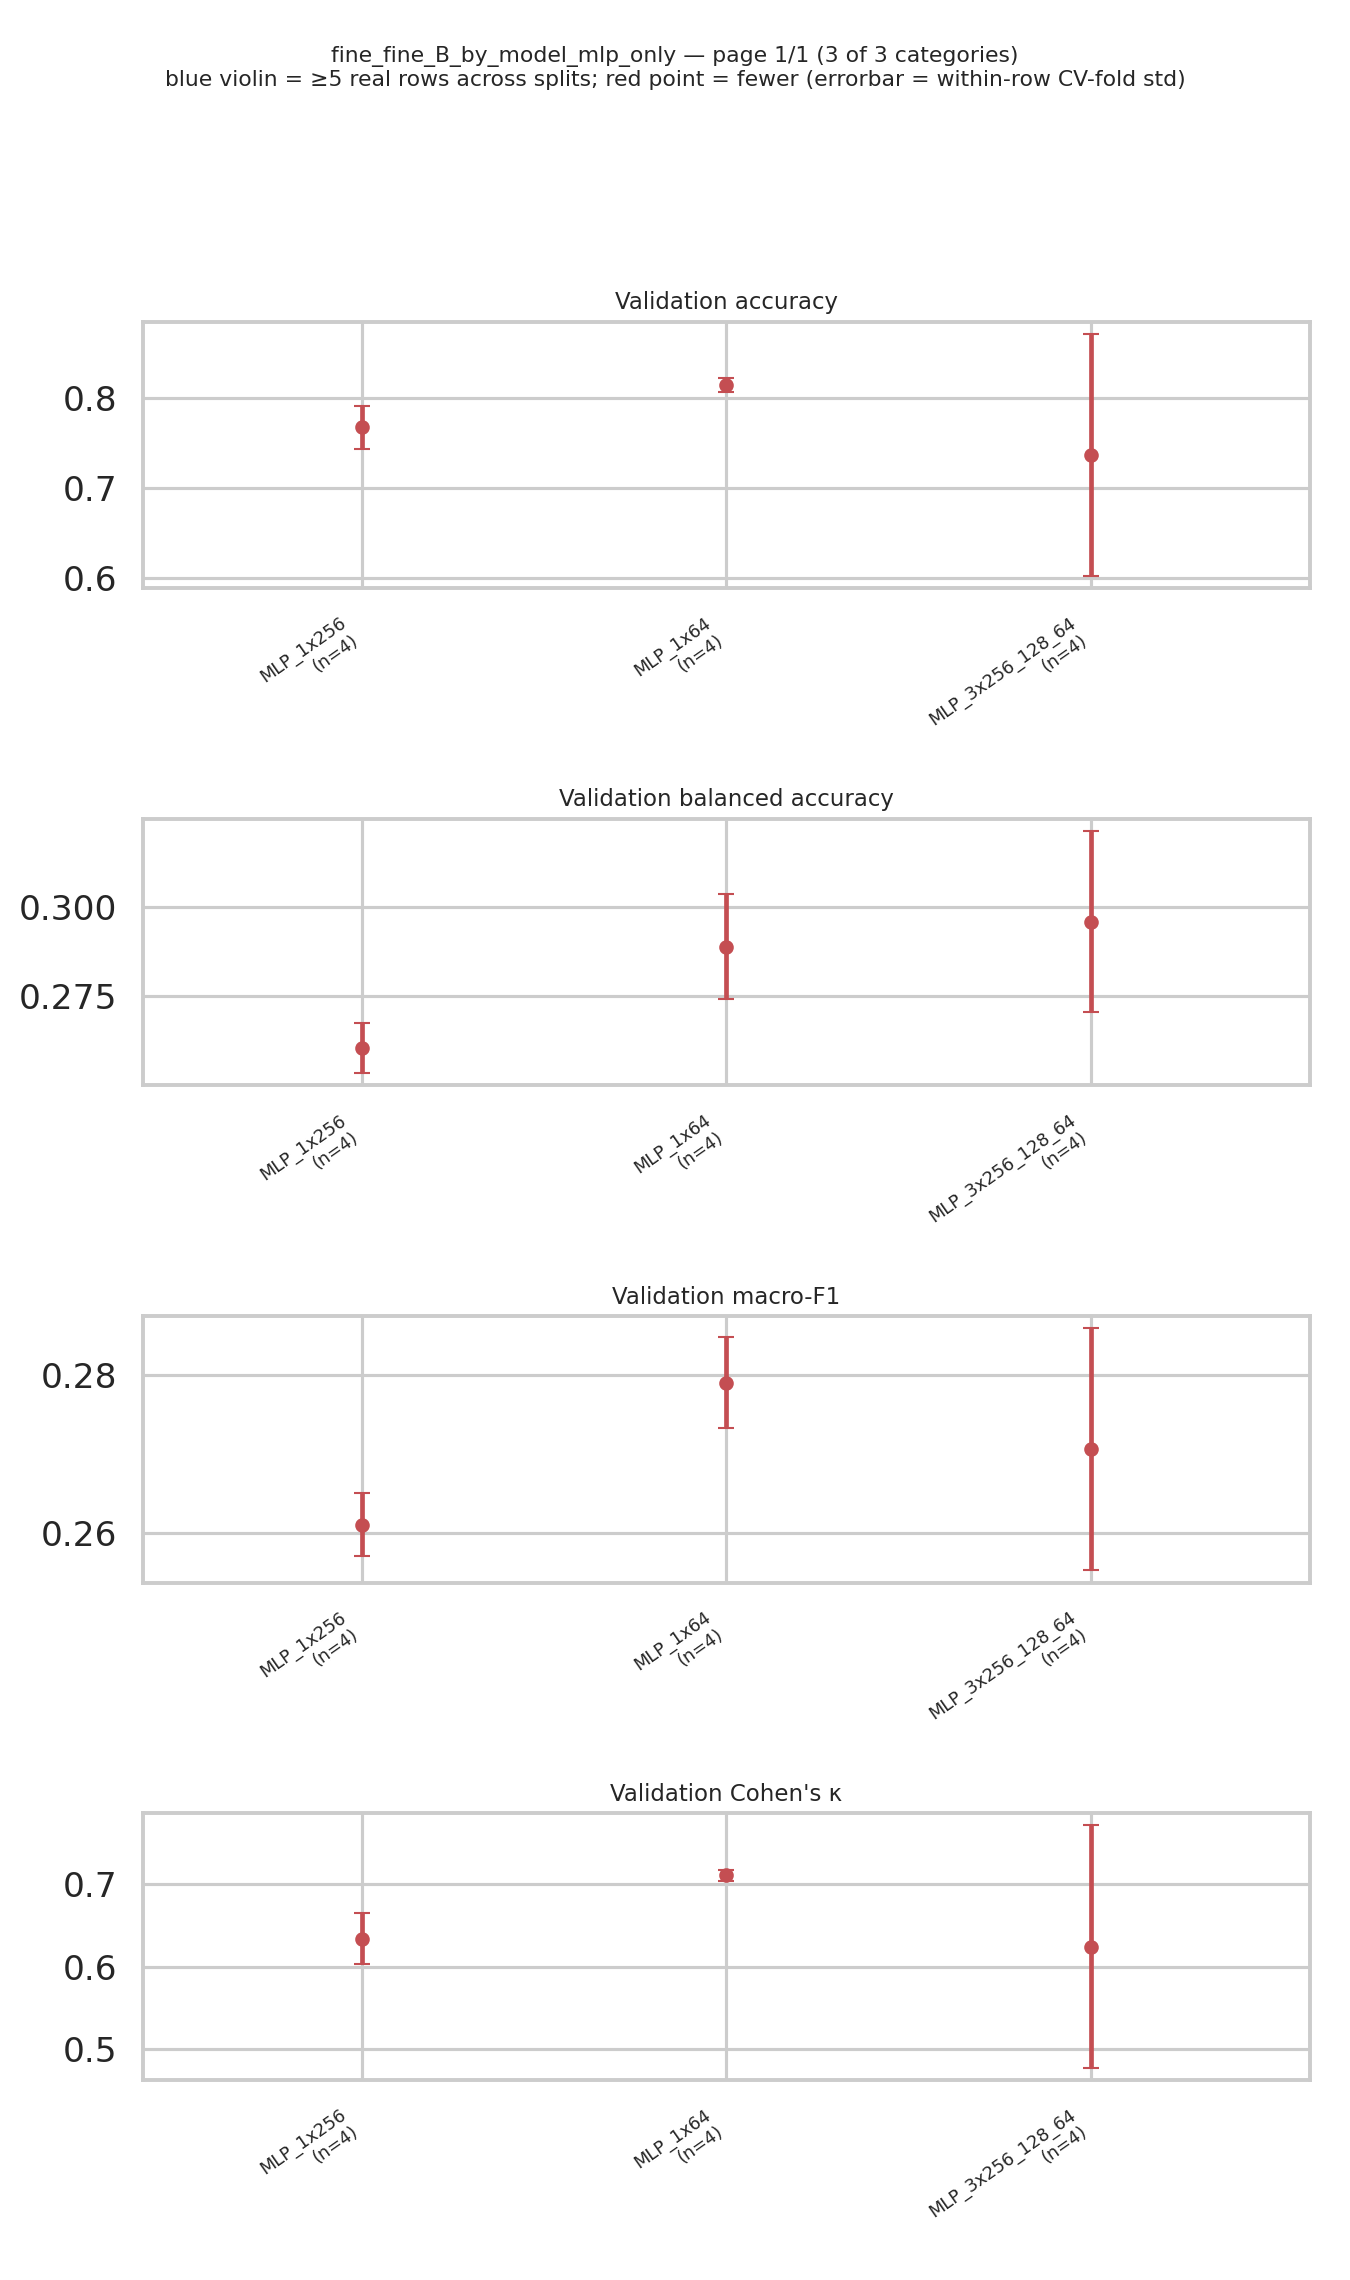 fine_fine_B_by_model_mlp_only — page 1/1 (3 of 3 categories)
blue violin = ≥5 real rows across splits; red point = fewer (errorbar = within-row CV-fold std)
Validation accuracy
0.8
0.7
0.6
MLP_1x256
(n=4)
MLP_1x64
(n=4)
MLP_3x256_128_64
(n=4)
Validation balanced accuracy
0.300
0.275
MLP_1x256
(n=4)
MLP_1x64
(n=4)
MLP_3x256_128_64
(n=4)
Validation macro-F1
0.28
0.26
MLP_1x256
(n=4)
MLP_1x64
(n=4)
MLP_3x256_128_64
(n=4)
Validation Cohen's κ
0.7
0.6
0.5
MLP_1x256
(n=4)
MLP_1x64
(n=4)
MLP_3x256_128_64
(n=4)